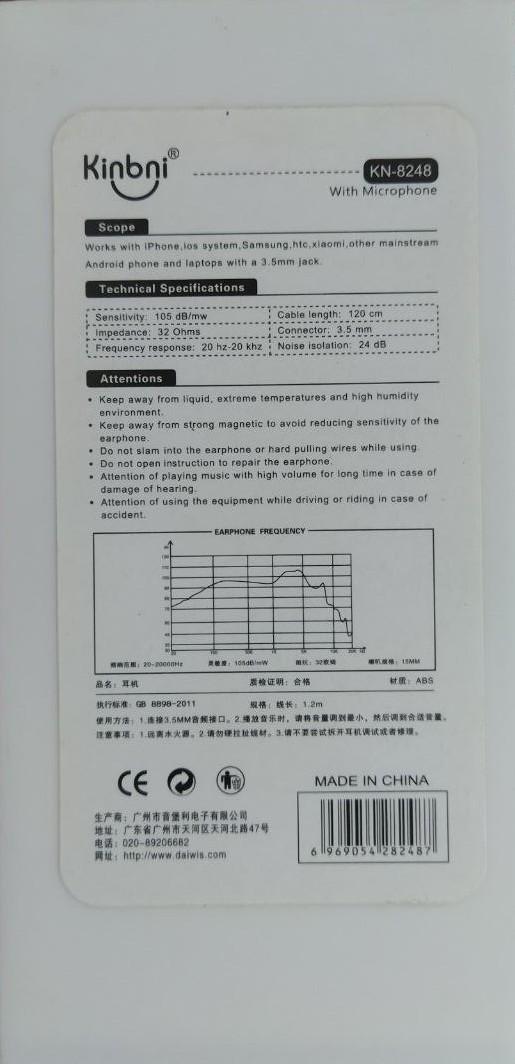 Kinbni®
KN-8248
With Microphone
Scope
Works with iPhone,ios system,Samsung,htc,xiaomi,other mainstream
Android phone and laptops with a 3.5mm jack.
Technical Specifications
Sensitivity: 105 dB/mw Cable length: 120 cm
Impedance: 32 Ohms Connector: 3.5 mm
Frequency response: 20 hz-20 khz Noise isolation: 24 dB
Attentions
• Keep away from liquid, extreme temperatures and high humidity
environment.
• Keep away from strong magnetic to avoid reducing sensitivity of the
earphone.
• Do not slam into the earphone or hard pulling wires while using.
• Do not open instruction to repair the earphone.
• Attention of playing music with high volume for long time in case of
damage of hearing.
• Attention of using the equipment while driving or riding in case of
accident.
EARPHONE FREQUENCY
频响范围: 20-20000Hz 灵敏度: 105dB/mW 阻抗: 32欧姆 喇叭规格: 15MM
品名: 耳机 质检证明: 合格 材质: ABS
执行标准: GB 8898-2011 规格: 线长: 1.2m
使用方法: 1.连接3.5MM音频接口。2.播放音乐时, 请将音量调到最小, 然后调到合适音量。
注意事项: 1.远离水火源。2.请勿硬拉扯线材。3.请不要尝试拆开耳机调试或者修理。
CE
MADE IN CHINA
生产商: 广州市音堡利电子有限公司
地址: 广东省广州市天河区天河北路47号
电话: 020-89206682
网址: http://www.daiwis.com
6 969054 282487